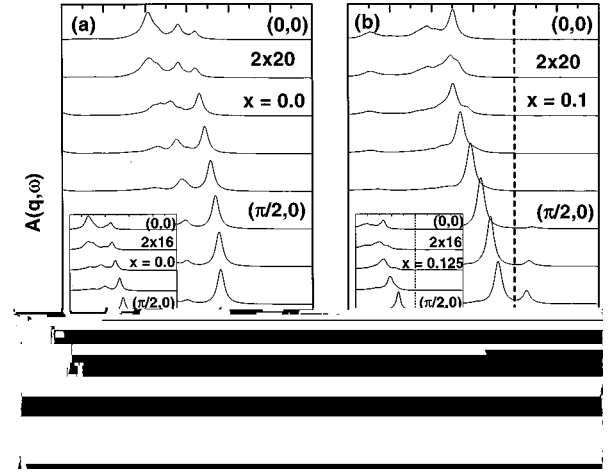 (a)
(0,0)
2x20
x = 0.0
(π/2,0)
(0,0)
2x16
x = 0.0
(π/2,0)
(b)
(0,0)
2x20
x = 0.1
(π/2,0)
(0,0)
2x16
x = 0.125
(π/2,0)
A(q,ω)